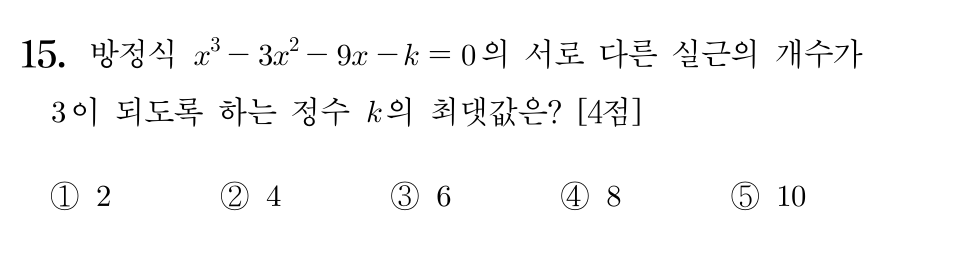 15. 방정식 x³ − 3x² − 9x − k = 0의 서로 다른 실근의 개수가
3이 되도록 하는 정수 k의 최댓값은? [4점]
① 2 ② 4 ③ 6 ④ 8 ⑤ 10